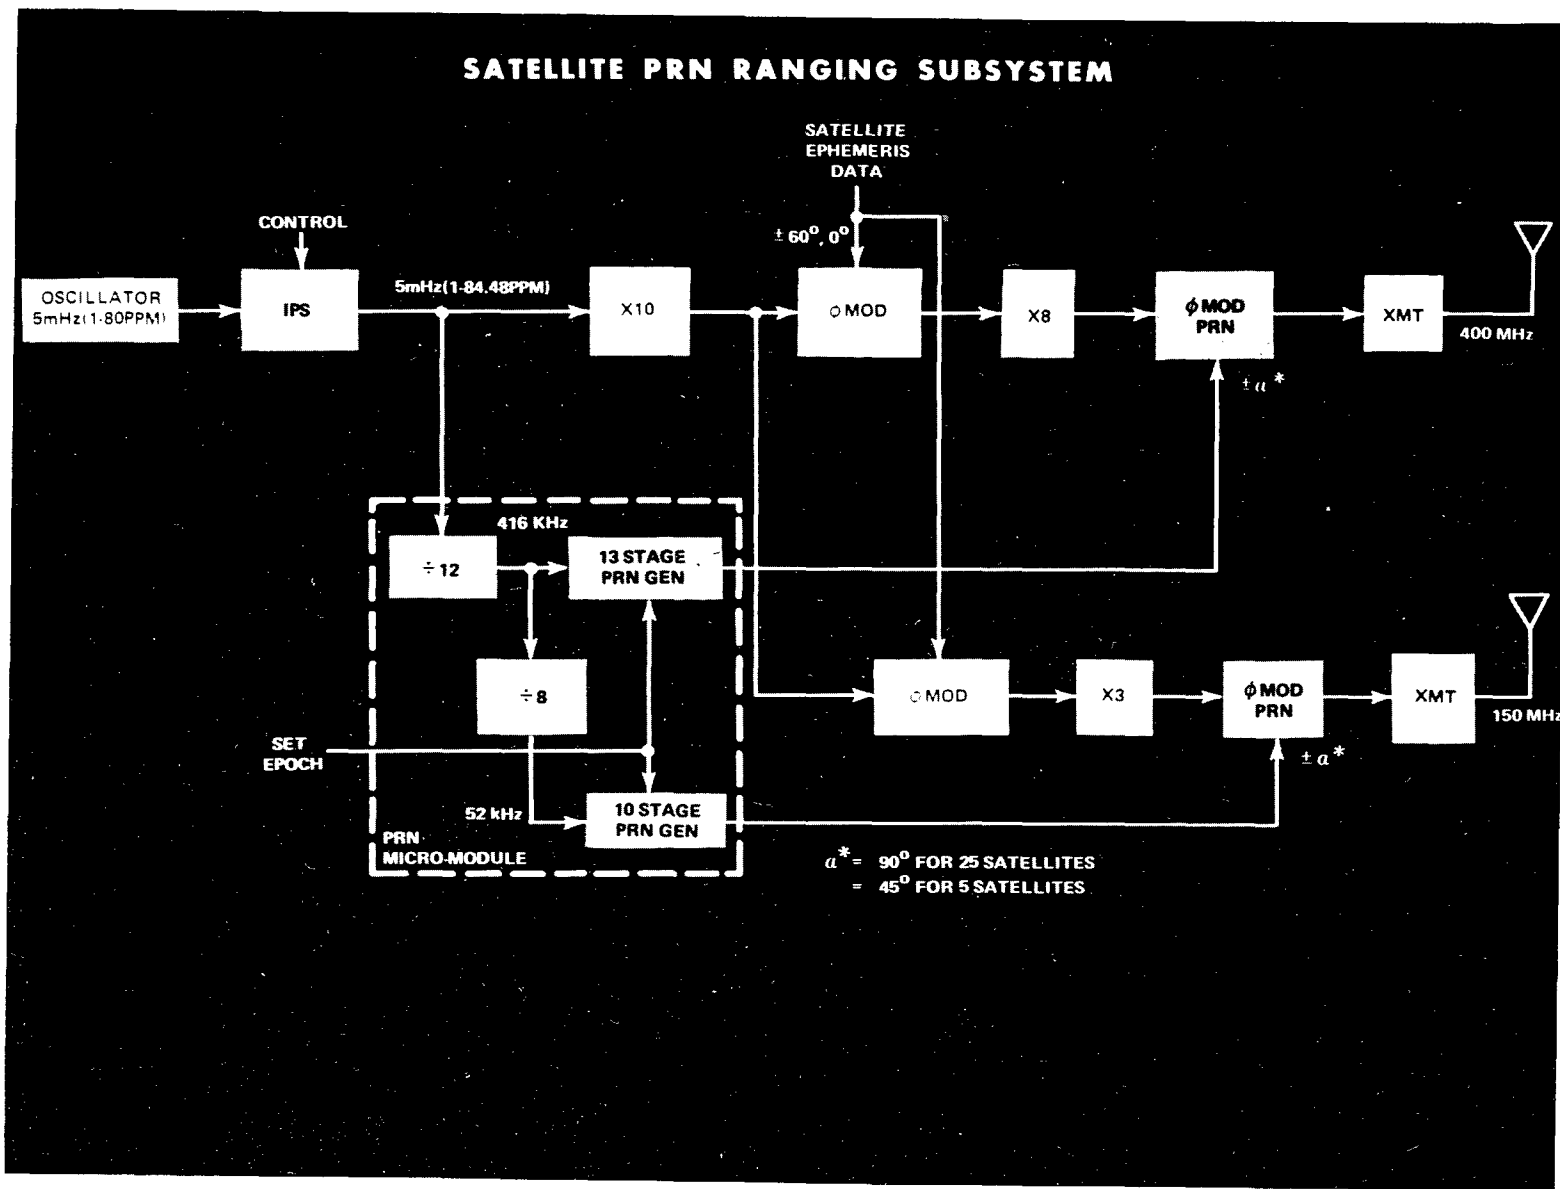 SATELLITE PRN RANGING SUBSYSTEM
SATELLITE
EPHEMERIS
DATA
CONTROL
± 60°, 0°
OSCILLATOR
5mHz(1-80PPM)
IPS
5mHz(1-84.48PPM)
X10
φ MOD
X8
φ MOD
PRN
XMT
400 MHz
± a*
416 KHz
÷12
13 STAGE
PRN GEN
÷8
φ MOD
X3
φ MOD
PRN
XMT
150 MHz
SET
EPOCH
± a*
52 kHz
10 STAGE
PRN GEN
PRN
MICRO-MODULE
a* = 90° FOR 25 SATELLITES
= 45° FOR 5 SATELLITES